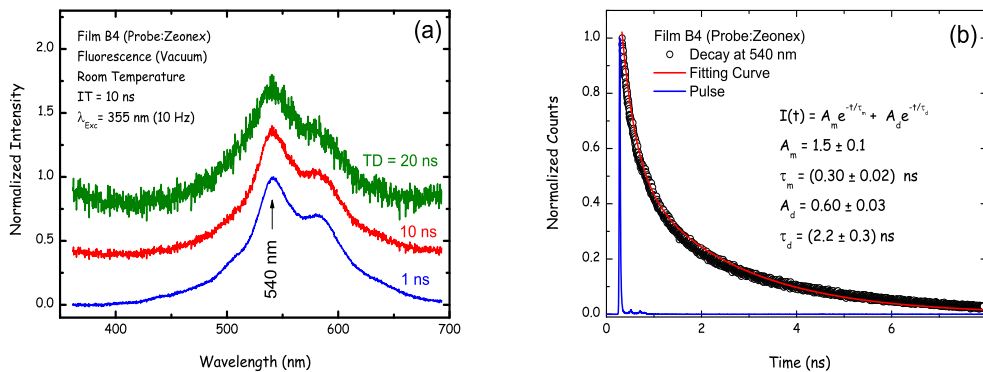 (a)
Film B4 (Probe:Zeonex)
Fluorescence (Vacuum)
Room Temperature
IT = 10 ns
λExc= 355 nm (10 Hz)
TD = 20 ns
10 ns
1 ns
540 nm
Normalized Intensity
2.0
1.5
1.0
0.5
0.0
400 500 600 700
Wavelength (nm)
(b)
Film B4 (Probe:Zeonex)
Decay at 540 nm
Fitting Curve
Pulse
I(t) = Ame^-t/τm + Ade^-t/τd
Am = 1.5 ± 0.1
τm = (0.30 ± 0.02) ns
Ad = 0.60 ± 0.03
τd = (2.2 ± 0.3) ns
Normalized Counts
1.0
0.8
0.6
0.4
0.2
0.0
0 2 4 6
Time (ns)